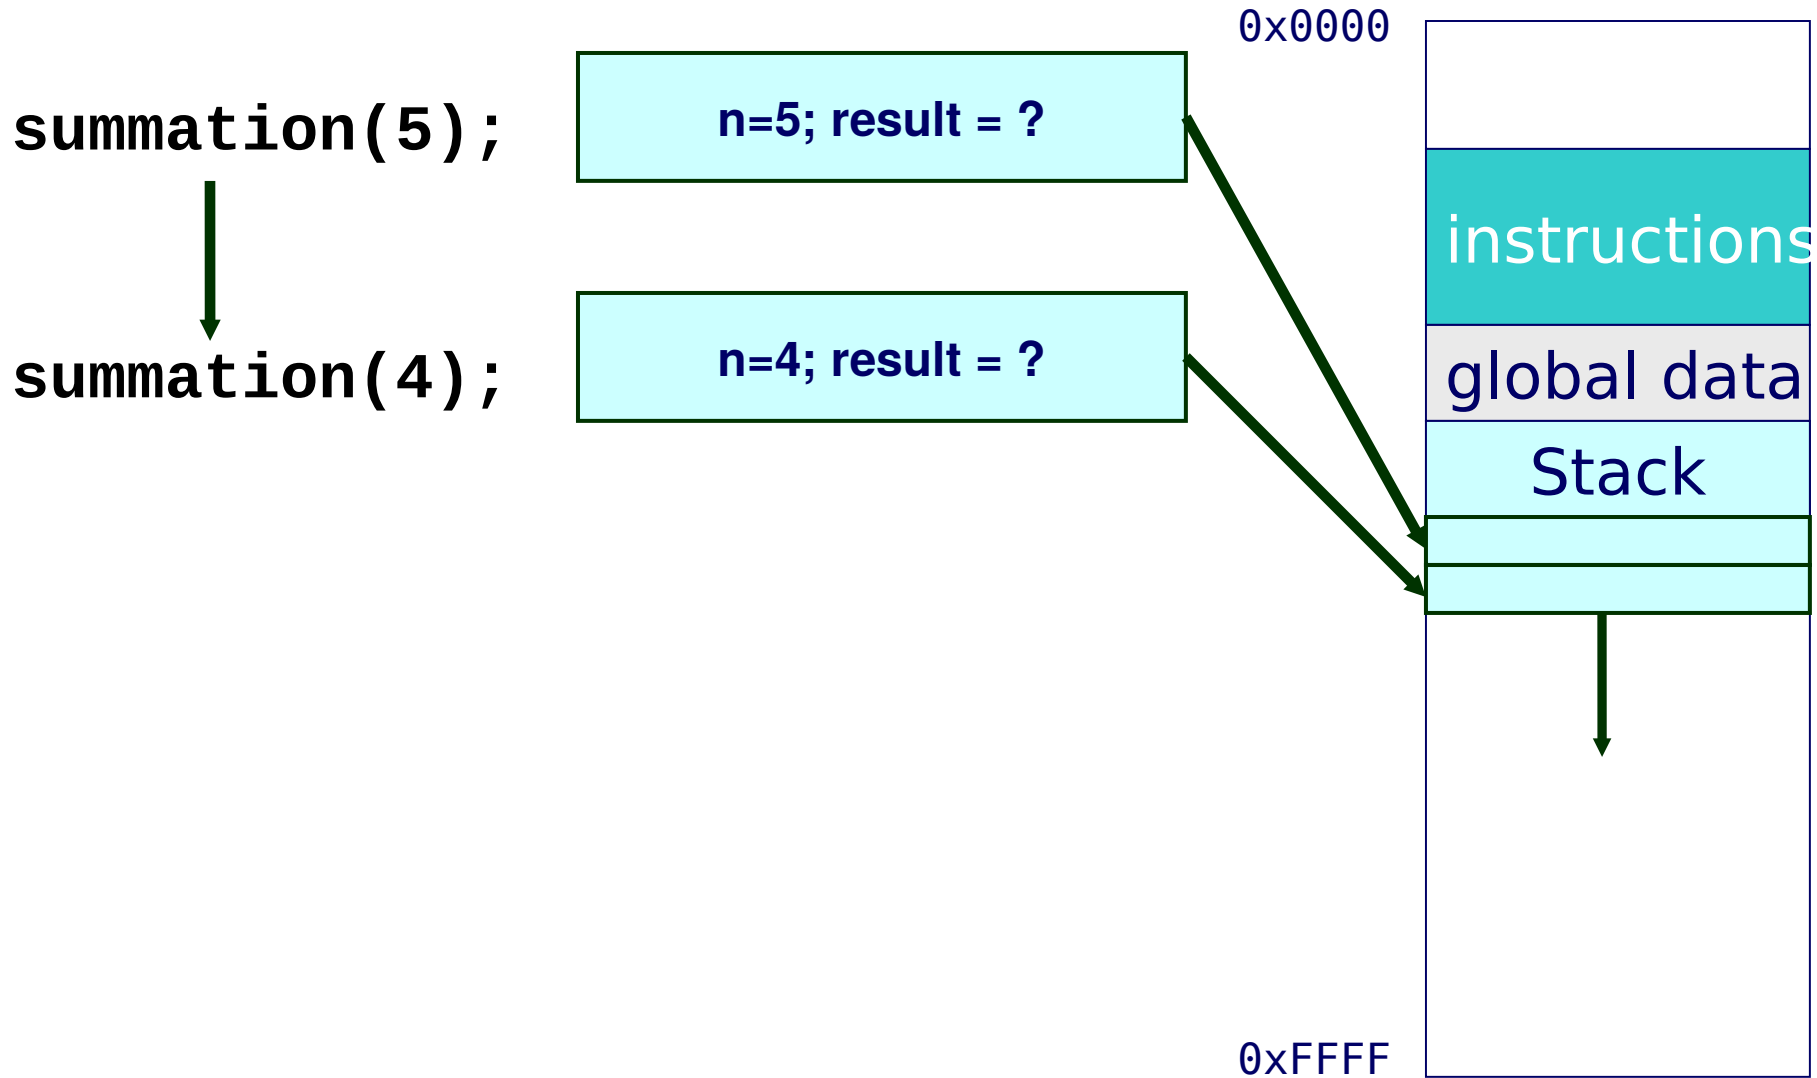 0x0000
summation(5);
n=5; result = ?
instructions
summation(4);
n=4; result = ?
global data
Stack
0xFFFF